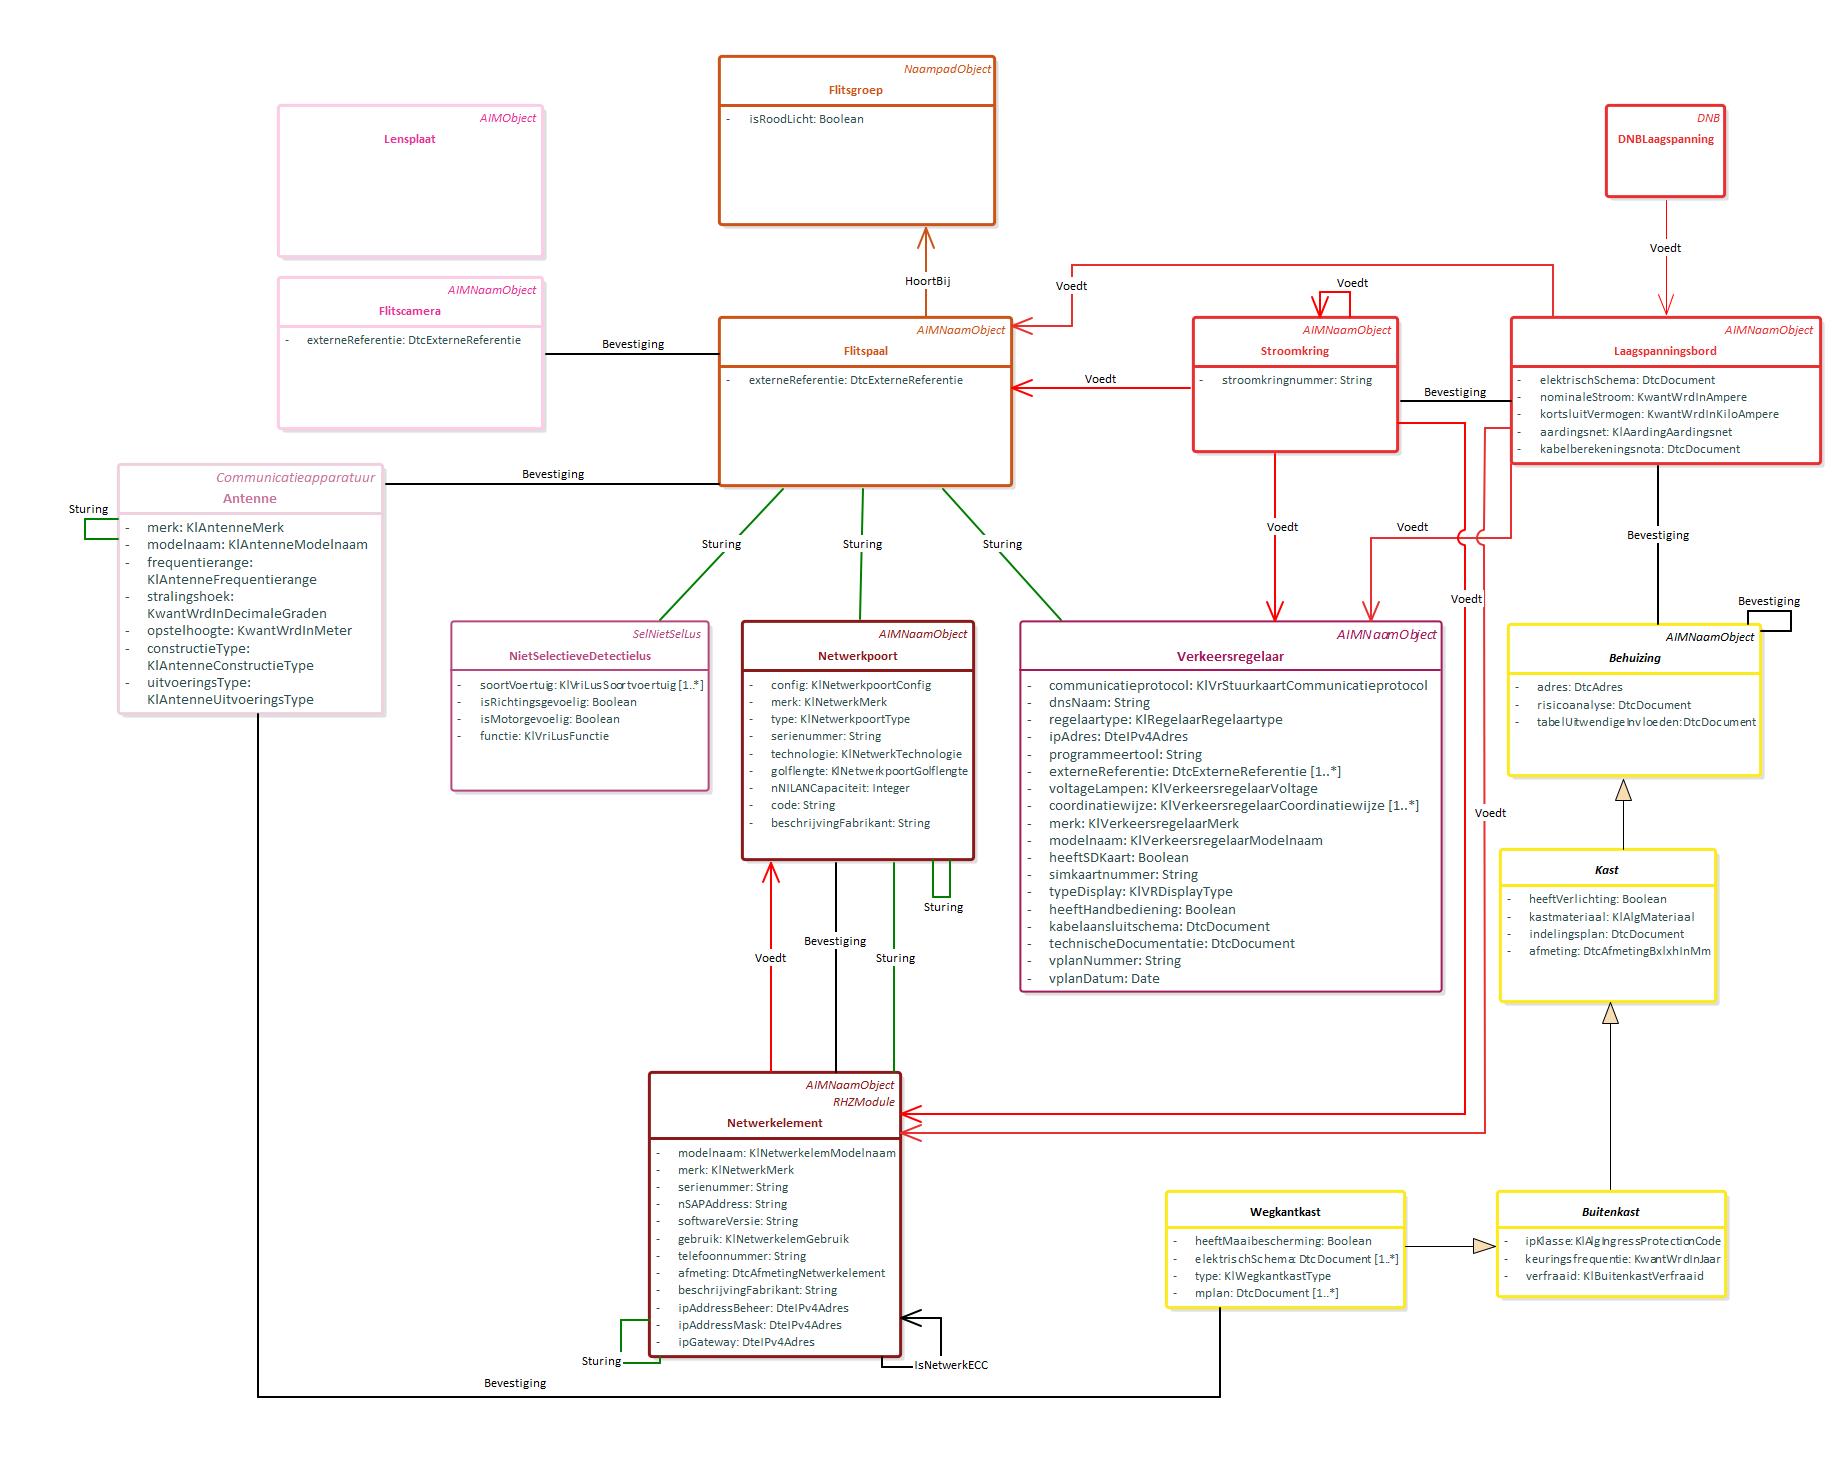 NaampadObject
Flitsgroep
- isRoodLicht: Boolean
AIMObject
Lensplaat
DNB
DNBLaagspanning
Voedt
HoortBij
Voedt
Voedt
AIMNaamObject
Flitscamera
- externeReferentie: DtcExterneReferentie
Bevestiging
AIMNaamObject
Flitspaal
- externeReferentie: DtcExterneReferentie
Voedt
AIMNaamObject
Stroomkring
- stroomkringnummer: String
Bevestiging
AIMNaamObject
Laagspanningsbord
- elektrischSchema: DtcDocument
- nominaleStroom: KwantWrdInAmpere
- kortsluitVermogen: KwantWrdInKiloAmpere
- aardingsnet: KlAardingAardingsnet
- kabelberekeningsnota: DtcDocument
Communicatieapparatuur
Antenne
- merk: KlAntenneMerk
- modelnaam: KlAntenneModelnaam
- frequentierange:
KlAntenneFrequentierange
- stralingshoek:
KwantWrdInDecimaleGraden
- opstelhoogte: KwantWrdInMeter
- constructieType:
KlAntenneConstructieType
- uitvoeringsType:
KlAntenneUitvoeringsType
Sturing
Bevestiging
Sturing
Sturing
Sturing
Voedt
Voedt
Bevestiging
Voedt
Bevestiging
SelNietSelLus
NietSelectieveDetectielus
- soortVoertuig: KlVriLusSoortvoertuig [1..*]
- isRichtingsgevoelig: Boolean
- isMotorgevoelig: Boolean
- functie: KlVriLusFunctie
AIMNaamObject
Netwerkpoort
- config: KlNetwerkpoortConfig
- merk: KlNetwerkMerk
- type: KlNetwerkpoortType
- serienummer: String
- technologie: KlNetwerkTechnologie
- golflengte: KlNetwerkpoortGolflengte
- nNILANCapaciteit: Integer
- code: String
- beschrijvingFabrikant: String
AIMNaamObject
Verkeersregelaar
- communicatieprotocol: KlVrStuurkaartCommunicatieprotocol
- dnsNaam: String
- regelaartype: KlRegelaarRegelaartype
- ipAdres: DteIPv4Adres
- programmeertool: String
- externeReferentie: DtcExterneReferentie [1..*]
- voltageLampen: KlVerkeersregelaarVoltage
- coordinatiewijze: KlVerkeersregelaarCoordinatiewijze [1..*]
- merk: KlVerkeersregelaarMerk
- modelnaam: KlVerkeersregelaarModelnaam
- heeftSDKaart: Boolean
- simkaartnummer: String
- typeDisplay: KlVRDisplayType
- heeftHandbediening: Boolean
- kabelaansluitschema: DtcDocument
- technischeDocumentatie: DtcDocument
- vplanNummer: String
- vplanDatum: Date
AIMNaamObject
Behuizing
- adres: DtcAdres
- risicoanalyse: DtcDocument
- tabelUitwendigeInvloeden: DtcDocument
Voedt
Kast
- heeftVerlichting: Boolean
- kastmateriaal: KlAlgMateriaal
- indelingsplan: DtcDocument
- afmeting: DtcAfmetingBxlxhInMm
Sturing
Bevestiging
Voedt
Sturing
AIMNaamObject
RHZModule
Netwerkelement
- modelnaam: KlNetwerkelemModelnaam
- merk: KlNetwerkMerk
- serienummer: String
- nSAPAddress: String
- softwareVersie: String
- gebruik: KlNetwerkelemGebruik
- telefoonnummer: String
- afmeting: DtcAfmetingNetwerkelement
- beschrijvingFabrikant: String
- ipAddressBeheer: DteIPv4Adres
- ipAddressMask: DteIPv4Adres
- ipGateway: DteIPv4Adres
Wegkantkast
- heeftMaaibescherming: Boolean
- elektrischSchema: DtcDocument [1..*]
- type: KlWegkantkastType
- mplan: DtcDocument [1..*]
Buitenkast
- ipKlasse: KlAlgIngressProtectionCode
- keuringsfrequentie: KwantWrdInJaar
- verfraaid: KlBuitenkastVerfraaid
Sturing
IsNetwerkECC
Bevestiging